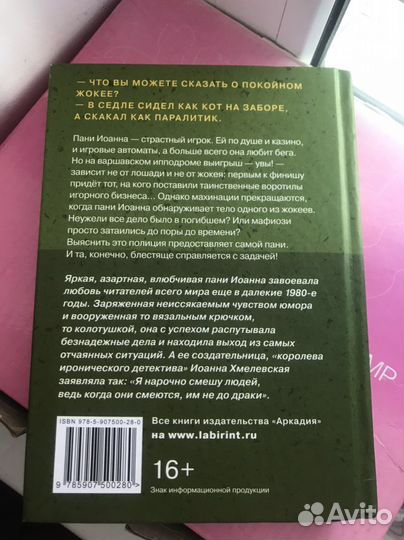 — ЧТО ВЫ МОЖЕТЕ СКАЗАТЬ О ПОКОЙНОМ
ЖОКЕЕ?
— В СЕДЛЕ СИДЕЛ КАК КОТ НА ЗАБОРЕ,
А СКАКАЛ КАК ПАРАЛИТИК.
Пани Иоанна — страстный игрок. Ей по душе и казино,
и игровые автоматы, а больше всего она любит бега.
Но на варшавском ипподроме выигрыш — увы! —
зависит не от лошади и не от жокея: первым к финишу
придёт тот, на кого поставили таинственные воротилы
игорного бизнеса... Однако махинации прекращаются,
когда пани Иоанна обнаруживает тело одного из жокеев.
Неужели все дело было в погибшем? Или мафиози
просто затаились до поры до времени?
Выяснить это полиция предоставляет самой пани.
И та, конечно, блестяще справляется с задачей!
Яркая, азартная, влюбчивая пани Иоанна завоевала
любовь читателей всего мира еще в далекие 1980-е
годы. Заряженная неиссякаемым чувством юмора
и вооруженная то вязальным крючком,
то колотушкой, она с успехом распутывала
безнадежные дела и находила выход из самых
отчаянных ситуаций. А ее создательница, «королева
иронического детектива» Иоанна Хмелевская
заявляла так: «Я нарочно смешу людей,
ведь когда они смеются, им не до драки».
ISBN 978-5-907500-28-0
9 785907 500280 >
Все книги издательства «Аркадия»
на www.labirint.ru
16+
Знак информационной продукции
МР
Avito